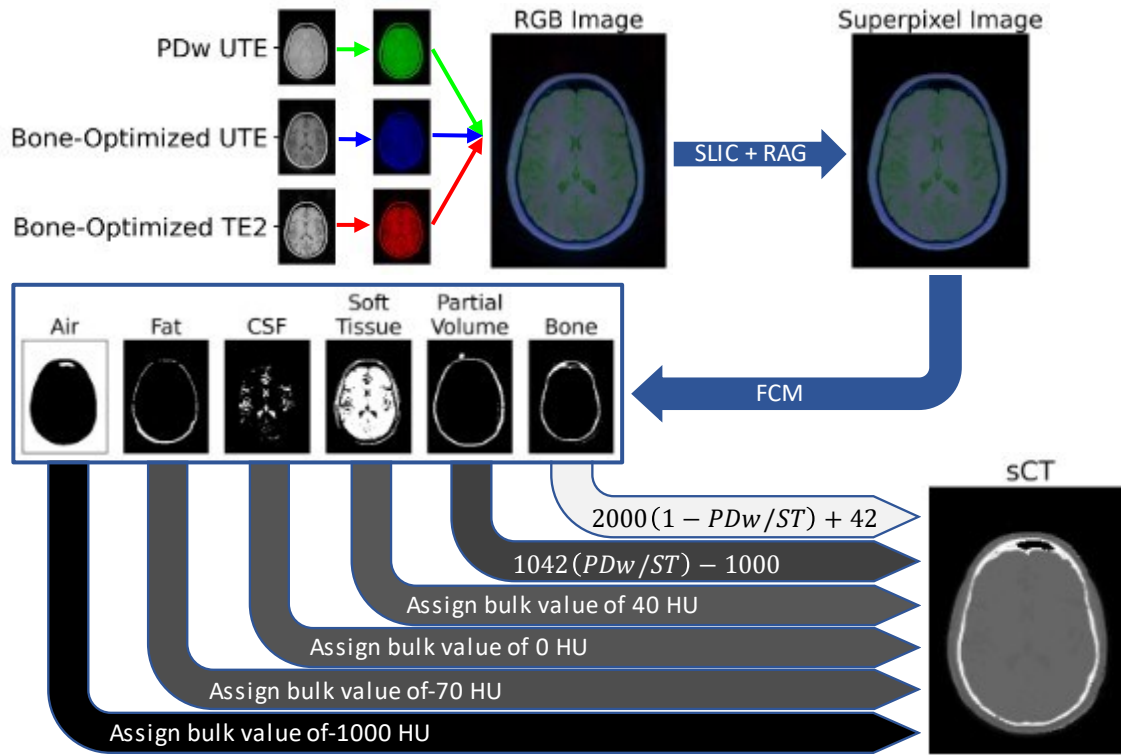 RGB Image
Superpixel Image
PDw UTE
Bone-Optimized UTE
SLIC + RAG
Bone-Optimized TE2
Air
Fat
CSF
Soft
Tissue
Partial
Volume
Bone
FCM
sCT
2000(1 − PDw/ST) + 42
1042(PDw/ST) − 1000
Assign bulk value of 40 HU
Assign bulk value of 0 HU
Assign bulk value of-70 HU
Assign bulk value of-1000 HU